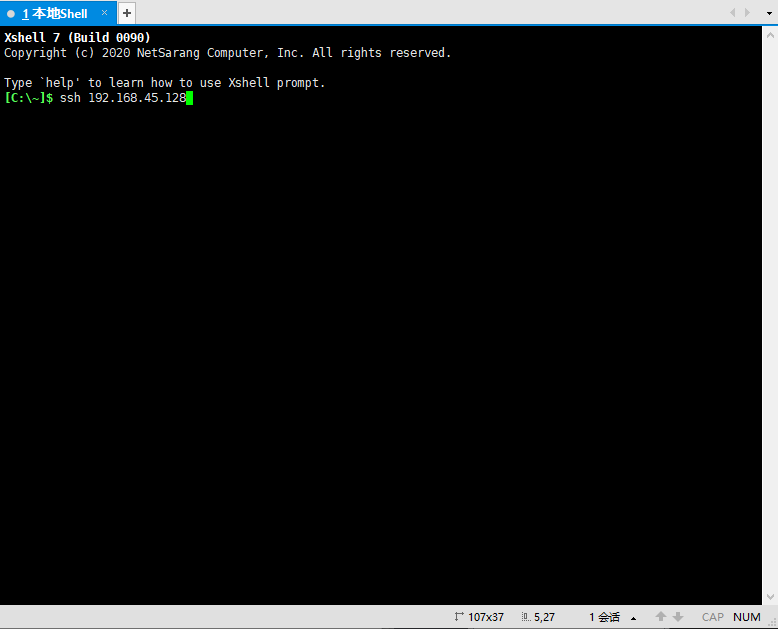 1 本地Shell × +
Xshell 7 (Build 0090)
Copyright (c) 2020 NetSarang Computer, Inc. All rights reserved.
Type `help' to learn how to use Xshell prompt.
[C:\~]$ ssh 192.168.45.128
107x37 5,27 1 会话 CAP NUM